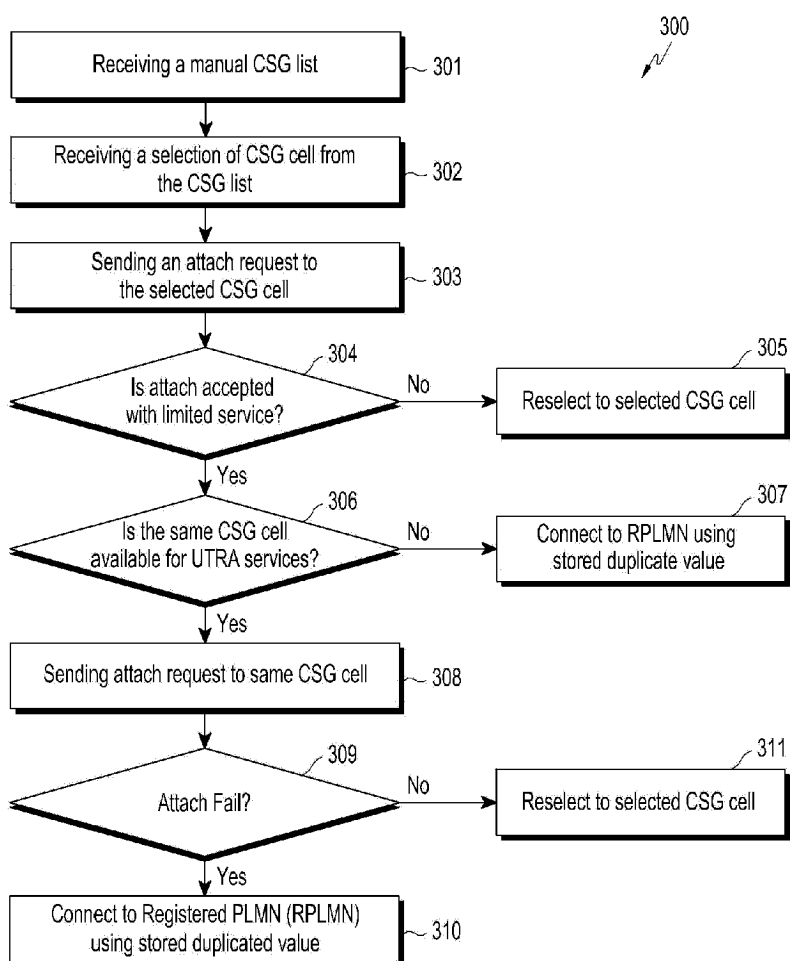 300
Receiving a manual CSG list
301
Receiving a selection of CSG cell from
the CSG list
302
Sending an attach request to
the selected CSG cell
303
304
Is attach accepted
with limited service?
No
305
Reselect to selected CSG cell
Yes
306
Is the same CSG cell
available for UTRA services?
No
307
Connect to RPLMN using
stored duplicate value
Yes
Sending attach request to same CSG cell
308
309
Attach Fail?
No
311
Reselect to selected CSG cell
Yes
Connect to Registered PLMN (RPLMN)
using stored duplicated value
310